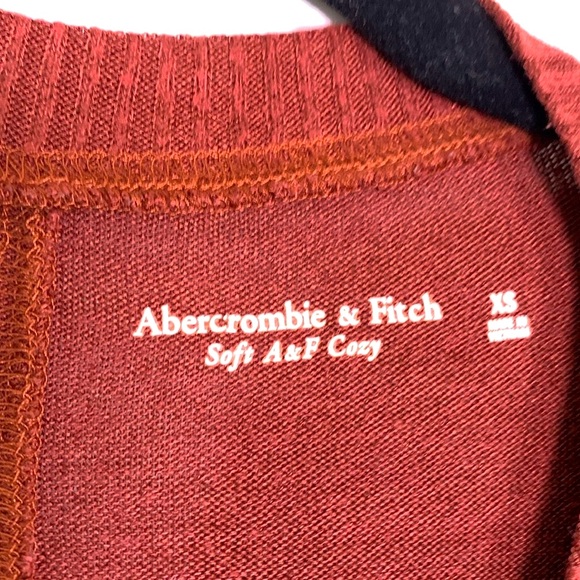 Abercrombie & Fitch
Soft A&F Cozy
XS